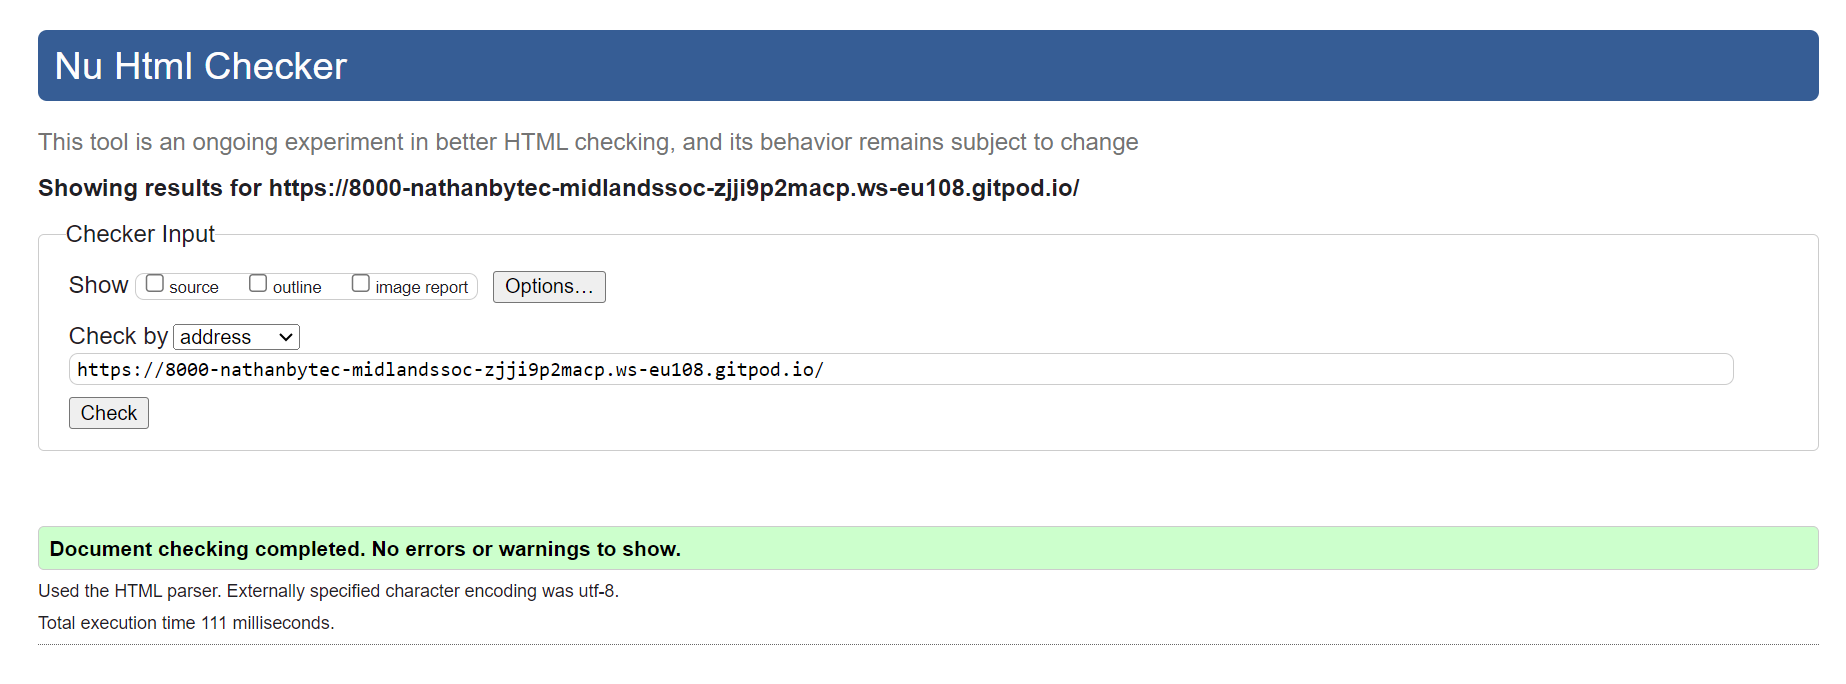 Nu Html Checker
This tool is an ongoing experiment in better HTML checking, and its behavior remains subject to change
Showing results for https://8000-nathanbytec-midlandssoc-zjji9p2macp.ws-eu108.gitpod.io/
Checker Input
Show source outline image report Options…
Check by address
https://8000-nathanbytec-midlandssoc-zjji9p2macp.ws-eu108.gitpod.io/
Check
Document checking completed. No errors or warnings to show.
Used the HTML parser. Externally specified character encoding was utf-8.
Total execution time 111 milliseconds.